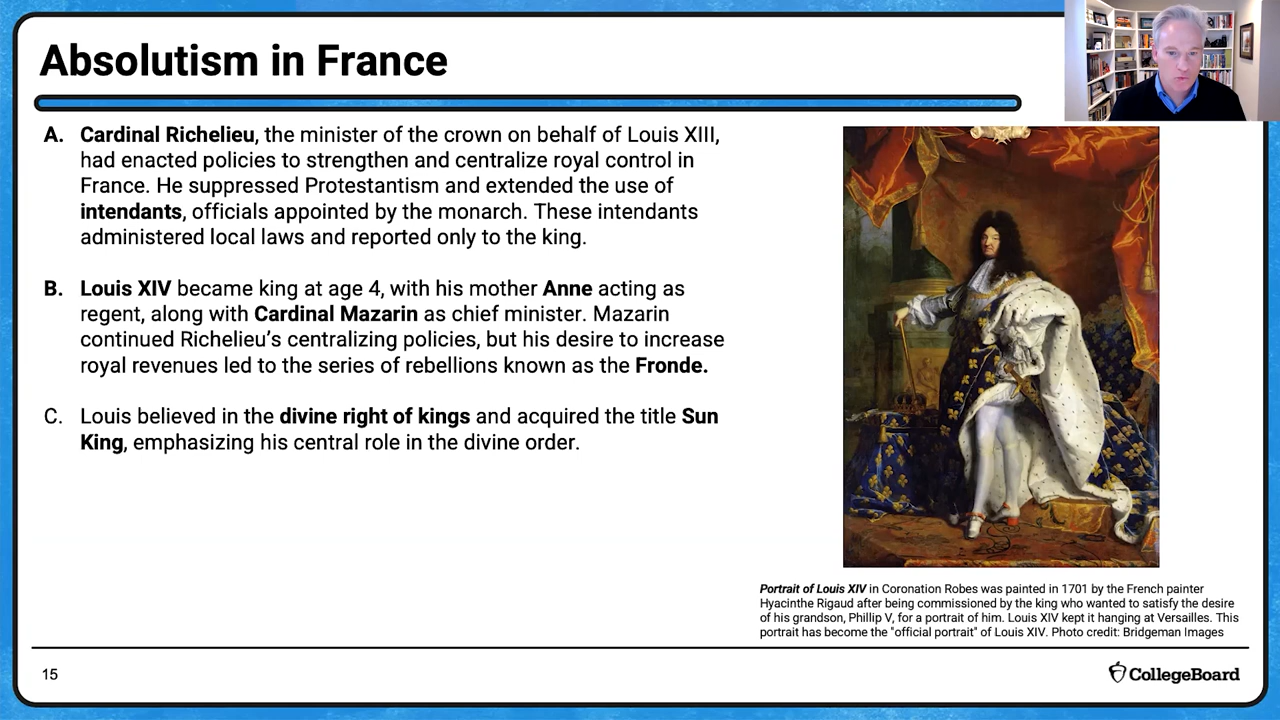 Absolutism in France
A. Cardinal Richelieu, the minister of the crown on behalf of Louis XIII,
had enacted policies to strengthen and centralize royal control in
France. He suppressed Protestantism and extended the use of
intendants, officials appointed by the monarch. These intendants
administered local laws and reported only to the king.
B. Louis XIV became king at age 4, with his mother Anne acting as
regent, along with Cardinal Mazarin as chief minister. Mazarin
continued Richelieu’s centralizing policies, but his desire to increase
royal revenues led to the series of rebellions known as the Fronde.
C. Louis believed in the divine right of kings and acquired the title Sun
King, emphasizing his central role in the divine order.
Portrait of Louis XIV in Coronation Robes was painted in 1701 by the French painter
Hyacinthe Rigaud after being commissioned by the king who wanted to satisfy the desire
of his grandson, Phillip V, for a portrait of him. Louis XIV kept it hanging at Versailles. This
portrait has become the "official portrait" of Louis XIV. Photo credit: Bridgeman Images
15
CollegeBoard